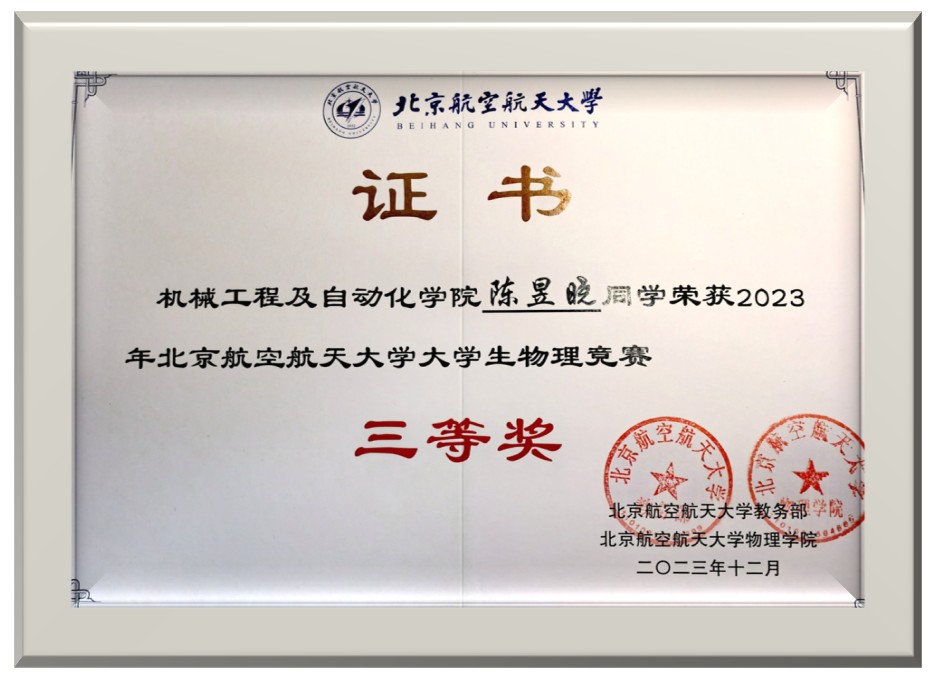 北京航空航天大學
BEIHANG UNIVERSITY
证书
机械工程及自动化学院陈昱晓同学荣获2023
年北京航空航天大学大学生物理竞赛
三等奖
北京航空航天大学
北京航空航天大学
物理学院
北京航空航天大学教务部
北京航空航天大学物理学院
二〇二三年十二月